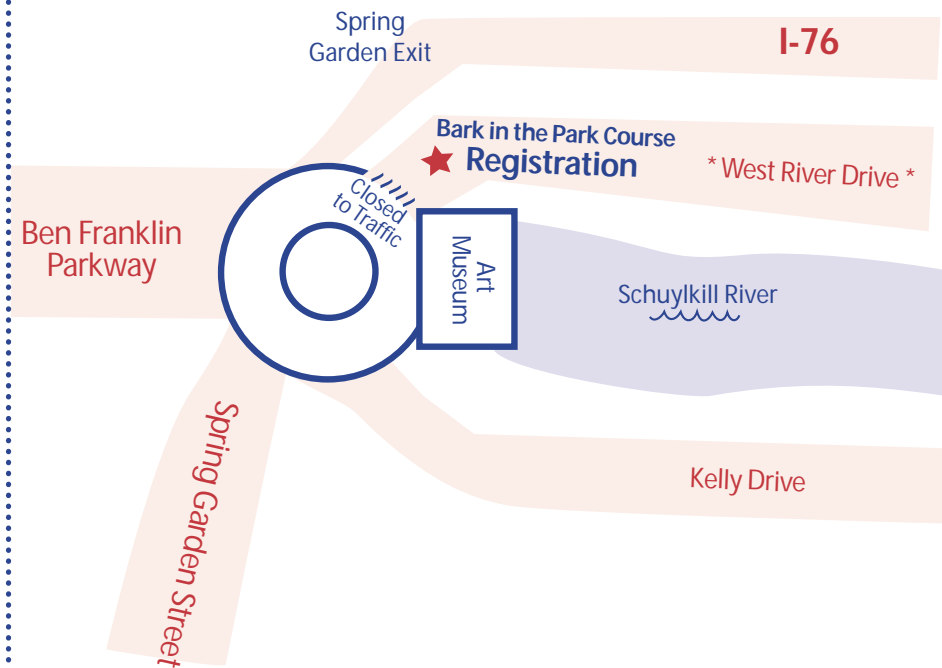 Spring
Garden Exit
I-76
Bark in the Park Course
Registration
* West River Drive *
Closed
to Traffic
Ben Franklin
Parkway
Art
Museum
Schuylkill River
Spring Garden Street
Kelly Drive